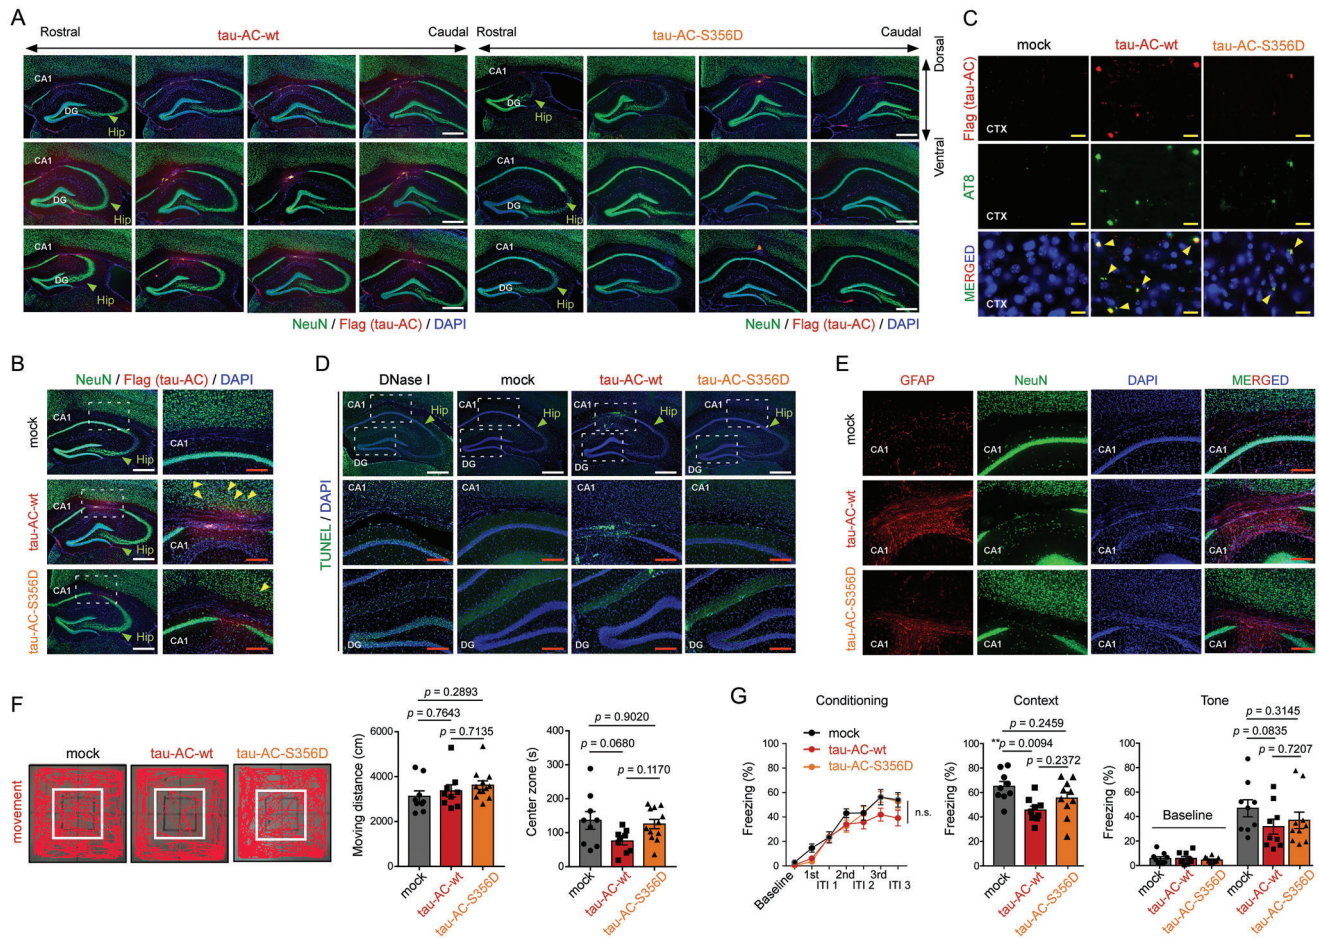 A
Rostral tau-AC-wt Caudal Rostral tau-AC-S356D Caudal
Dorsal
Ventral
CA1
DG
Hip
DG
Hip
CA1
DG
Hip
CA1
DG
Hip
CA1
DG
Hip
CA1
DG
Hip
NeuN / Flag (tau-AC) / DAPI
NeuN / Flag (tau-AC) / DAPI
C
mock tau-AC-wt tau-AC-S356D
Flag (tau-AC)
CTX
AT8
CTX
MERGED
CTX
B
NeuN / Flag (tau-AC) / DAPI
mock
CA1
Hip
CA1
tau-AC-wt
CA1
Hip
CA1
tau-AC-S356D
CA1
Hip
CA1
D
DNase I mock tau-AC-wt tau-AC-S356D
TUNEL / DAPI
CA1 CA1 CA1 CA1
Hip Hip Hip Hip
DG DG DG DG
CA1 CA1 CA1 CA1
DG DG DG DG
E
GFAP NeuN DAPI MERGED
mock
CA1 CA1 CA1 CA1
tau-AC-wt
CA1 CA1 CA1 CA1
tau-AC-S356D
CA1 CA1 CA1 CA1
F
movement
mock tau-AC-wt tau-AC-S356D
p = 0.2893
p = 0.7643
p = 0.7135
Moving distance (cm)
6000
4000
2000
0
mock
tau-AC-wt
tau-AC-S356D
p = 0.9020
p = 0.0680
p = 0.1170
Center zone (s)
400
300
200
100
0
mock
tau-AC-wt
tau-AC-S356D
G
Conditioning
mock
tau-AC-wt
tau-AC-S356D
Freezing (%)
100
80
60
40
20
0
n.s.
Baseline
1st
ITI 1
2nd
ITI 2
3rd
ITI 3
Context
p = 0.2459
**p = 0.0094
p = 0.2372
Freezing (%)
100
80
60
40
20
0
mock
tau-AC-wt
tau-AC-S356D
Tone
p = 0.3145
p = 0.0835
p = 0.7207
Freezing (%)
100
80
60
40
20
0
Baseline
mock
tau-AC-wt
tau-AC-S356D
mock
tau-AC-wt
tau-AC-S356D